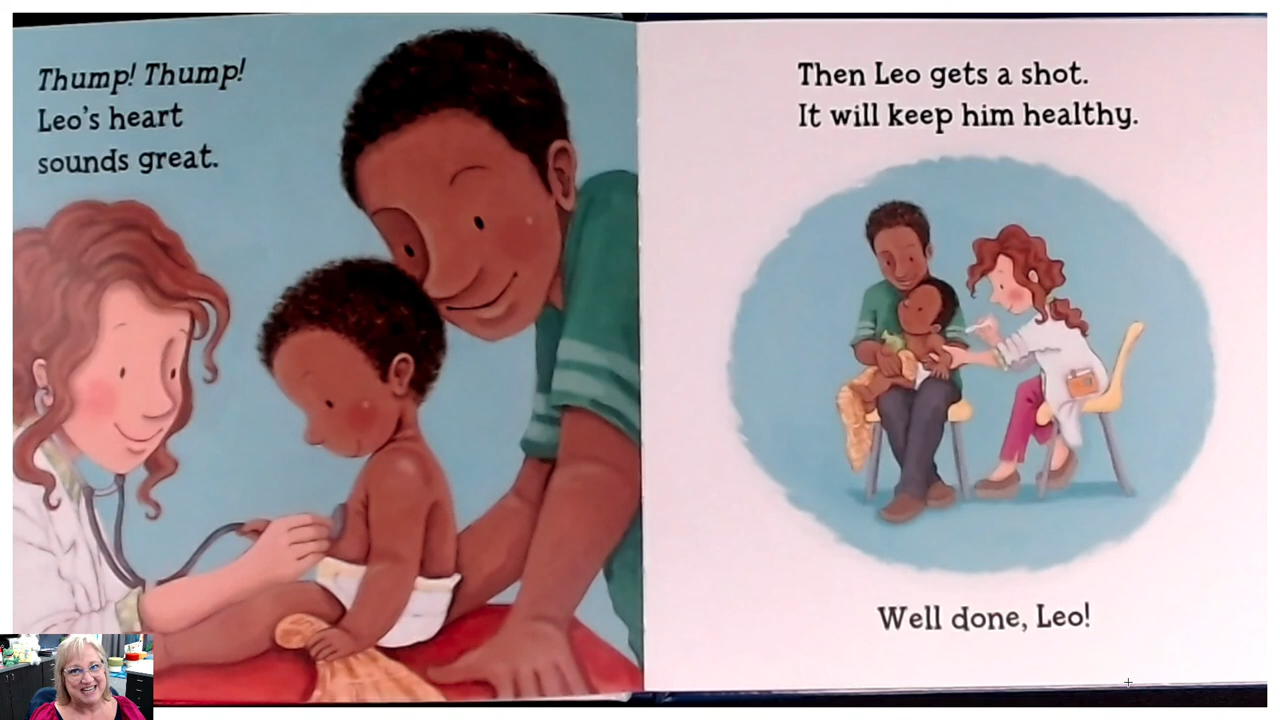 Thump! Thump!
Leo's heart
sounds great.
Then Leo gets a shot.
It will keep him healthy.
Well done, Leo!